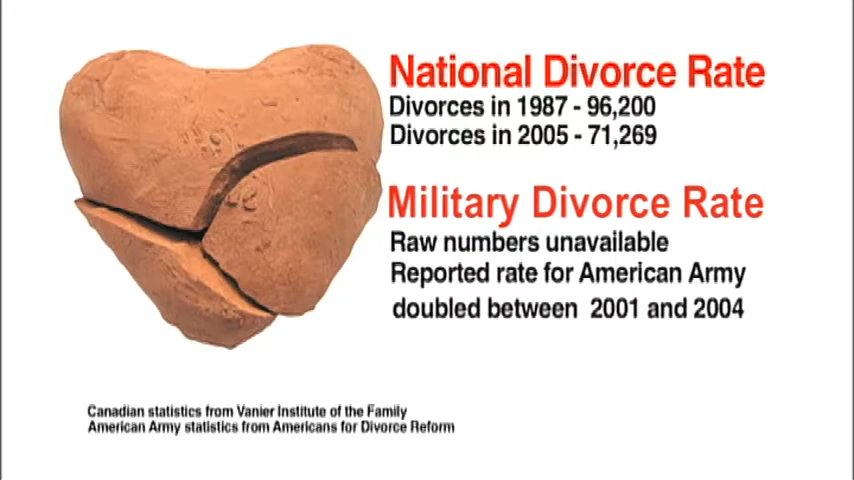 National Divorce Rate
Divorces in 1987 - 96,200
Divorces in 2005 - 71,269
Military Divorce Rate
Raw numbers unavailable
Reported rate for American Army
doubled between 2001 and 2004
Canadian statistics from Vanier Institute of the Family
American Army statistics from Americans for Divorce Reform